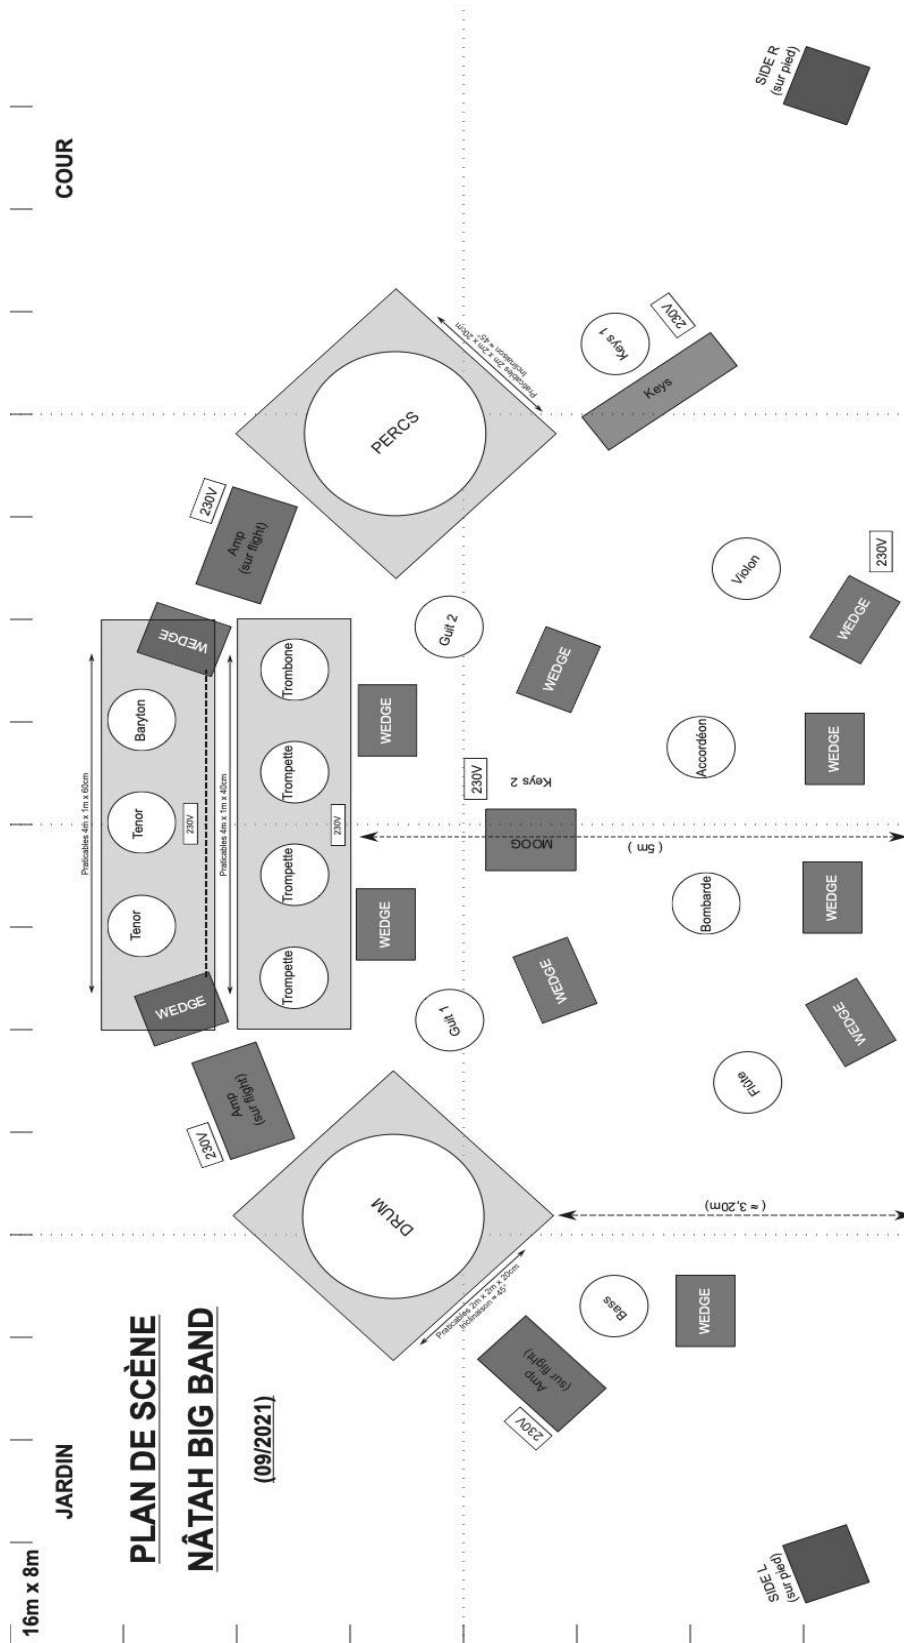 16m x 8m
JARDIN
COUR
PLAN DE SCÈNE
NÂTAH BIG BAND
(09/2021)
Praticables 4m x 1m x 60cm
Tenor
Tenor
Baryton
WEDGE
230V
WEDGE
Praticables 4m x 1m x 40cm
Trompette
Trompette
Trompette
Trombone
230V
230V
Amp
(sur flight)
230V
Amp
(sur flight)
DRUM
Praticables 2m x 2m x 20cm
Inclinaison ≈ 45°
PERCS
Praticables 2m x 2m x 20cm
Inclinaison ≈ 45°
WEDGE
WEDGE
Guit 1
Guit 2
230V
Keys 2
MOOG
WEDGE
WEDGE
Keys 1
230V
Keys
230V
Amp
(sur flight)
Bass
WEDGE
( ≈ 3,20m)
( 5m )
Flûte
Bombarde
Accordéon
Violon
WEDGE
WEDGE
WEDGE
WEDGE
230V
SIDE L
(sur pied)
SIDE R
(sur pied)